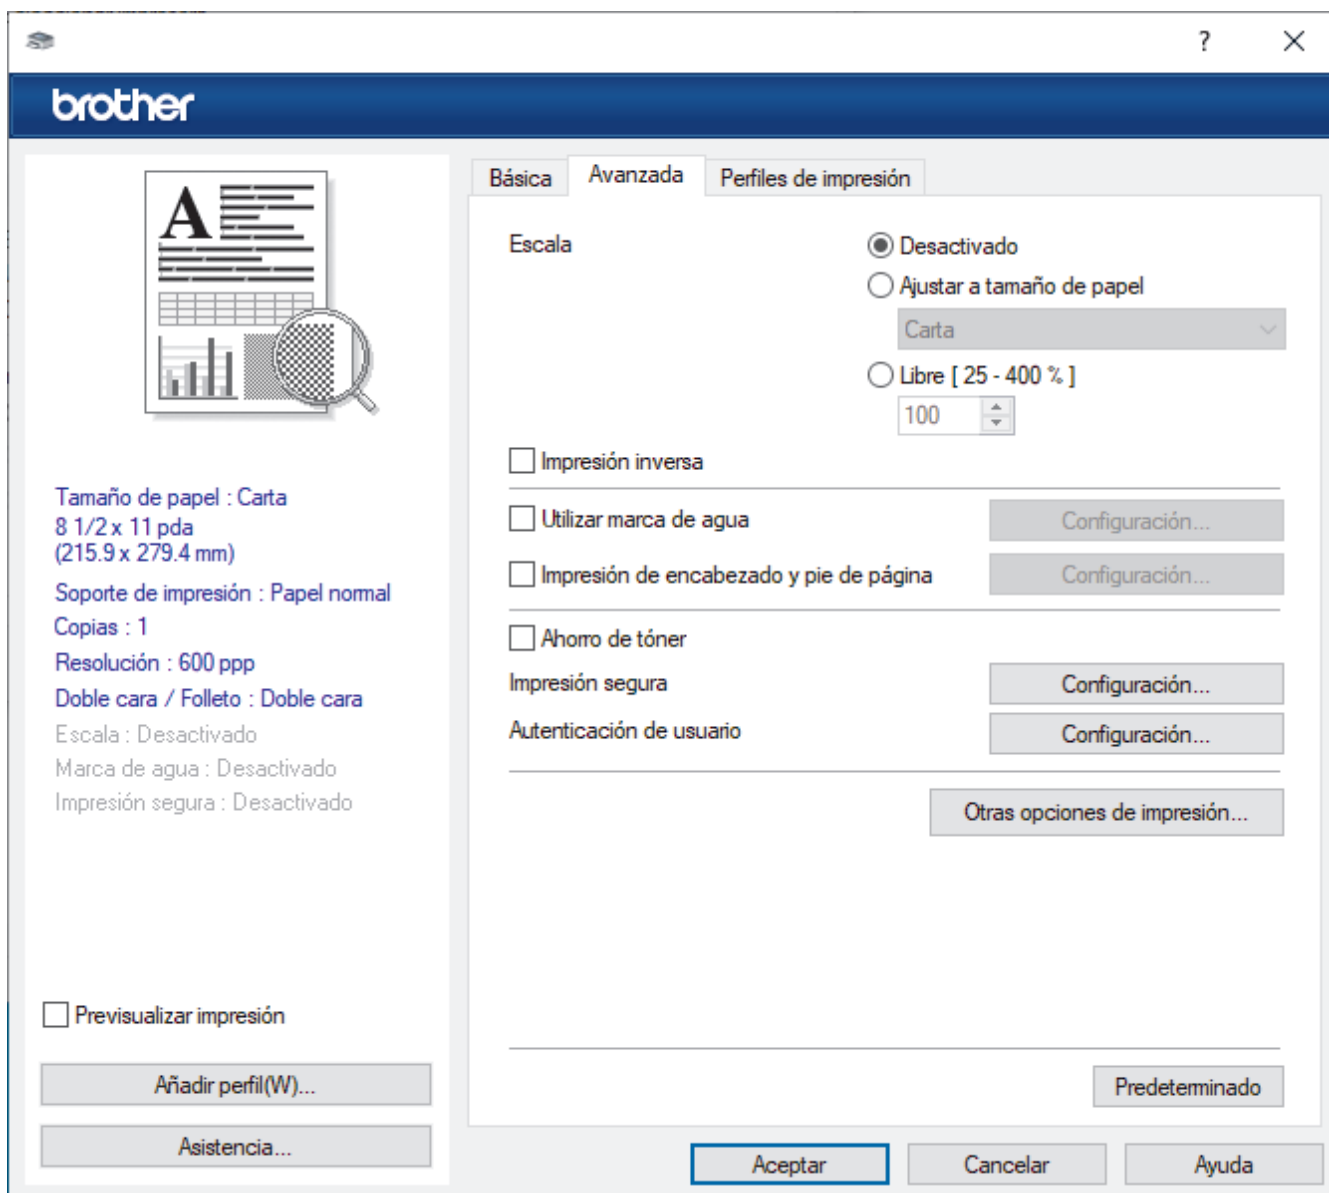 brother
A
Tamaño de papel : Carta
8 1/2 x 11 pda
(215.9 x 279.4 mm)
Soporte de impresión : Papel normal
Copias : 1
Resolución : 600 ppp
Doble cara / Folleto : Doble cara
Escala : Desactivado
Marca de agua : Desactivado
Impresión segura : Desactivado
Previsualizar impresión
Añadir perfil(W)...
Asistencia...
Básica
Avanzada
Perfiles de impresión
Escala
Desactivado
Ajustar a tamaño de papel
Carta
Libre [ 25 - 400 % ]
100
Impresión inversa
Utilizar marca de agua
Configuración...
Impresión de encabezado y pie de página
Configuración...
Ahorro de tóner
Impresión segura
Configuración...
Autenticación de usuario
Configuración...
Otras opciones de impresión...
Predeterminado
Aceptar
Cancelar
Ayuda